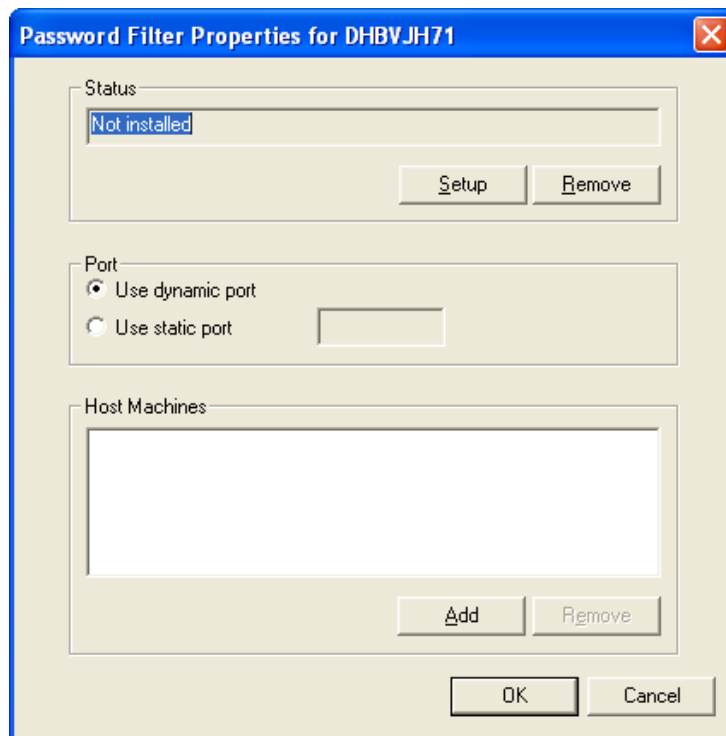 Password Filter Properties for DHBVJH71
Status
Not installed
Setup Remove
Port
Use dynamic port
Use static port
Host Machines
Add Remove
OK Cancel